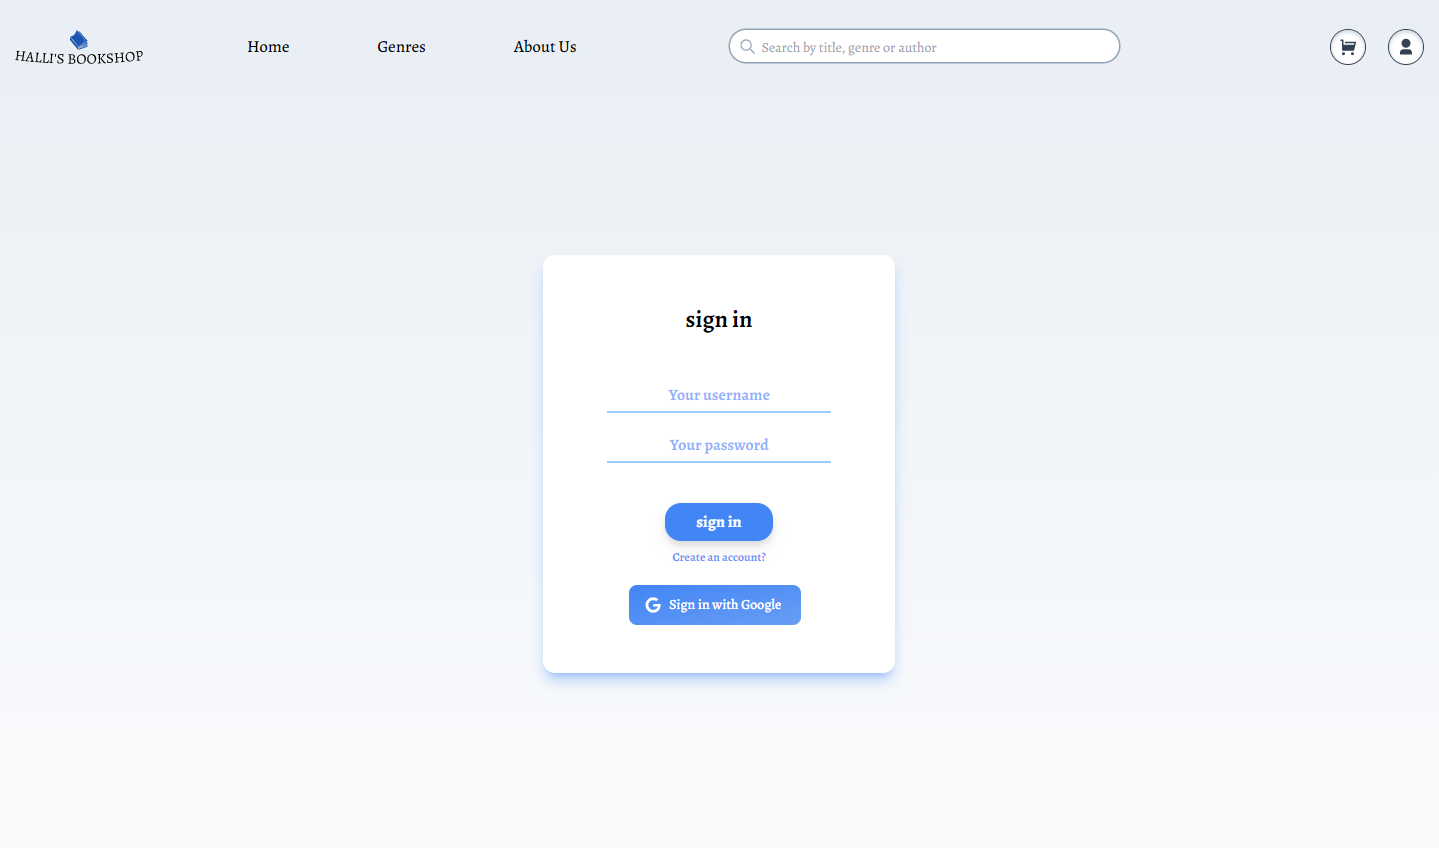 HALLI'S BOOKSHOP
Home
Genres
About Us
Search by title, genre or author
sign in
Your username
Your password
sign in
Create an account?
Sign in with Google